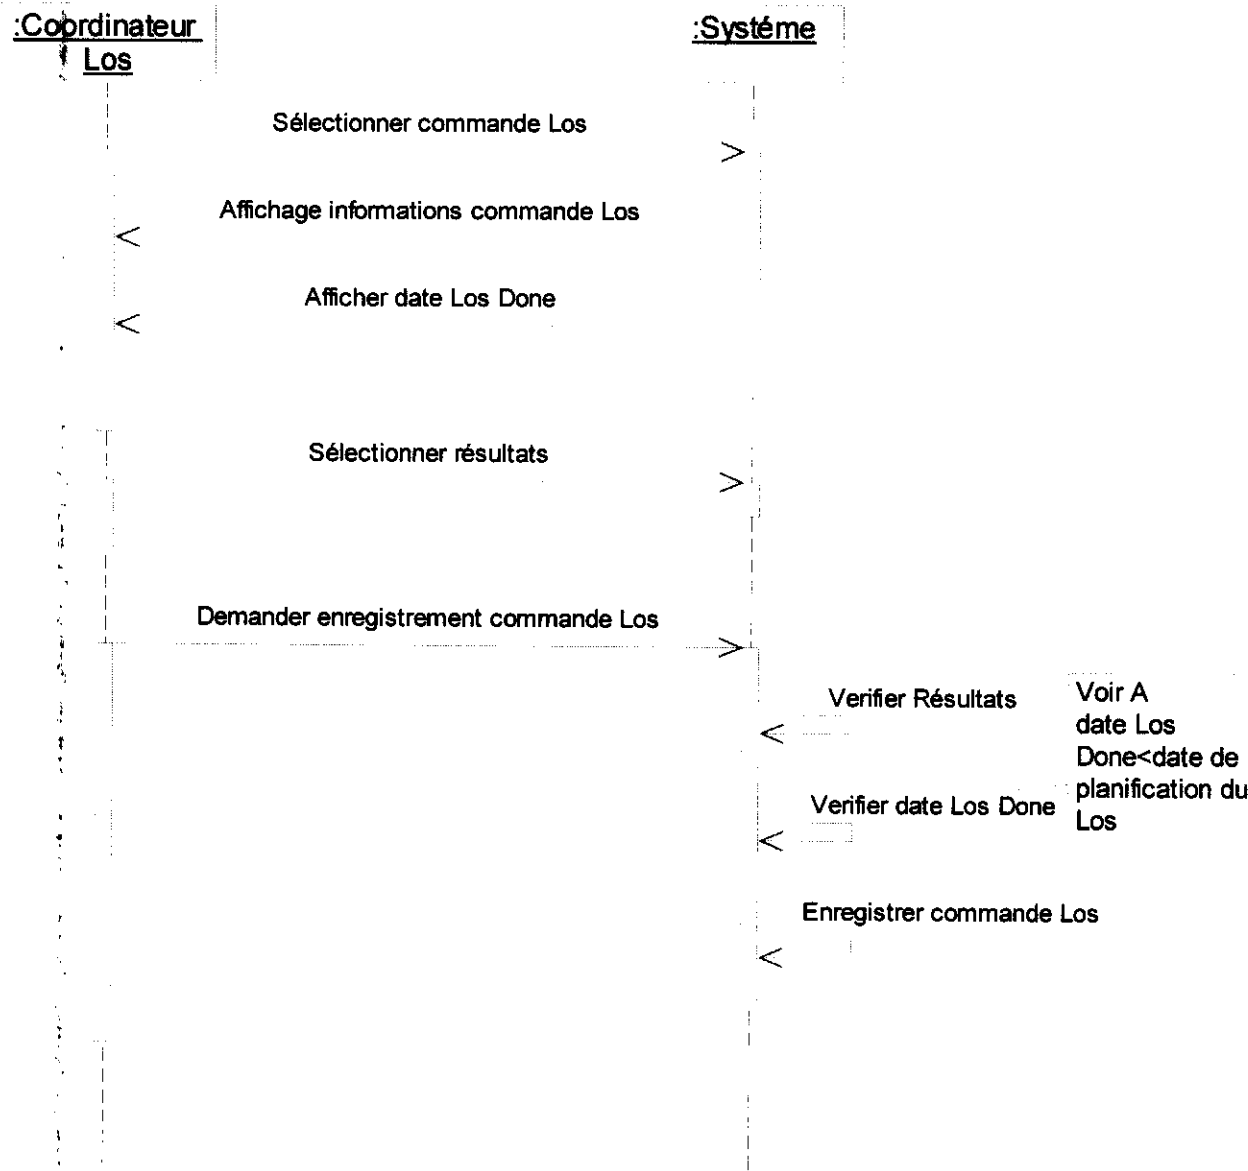 :Coordinateur
Los
:Systéme
Sélectionner commande Los
Affichage informations commande Los
Afficher date Los Done
Sélectionner résultats
Demander enregistrement commande Los
Verifier Résultats
Voir A
date Los
Done<date de
planification du
Los
Verifier date Los Done
Enregistrer commande Los